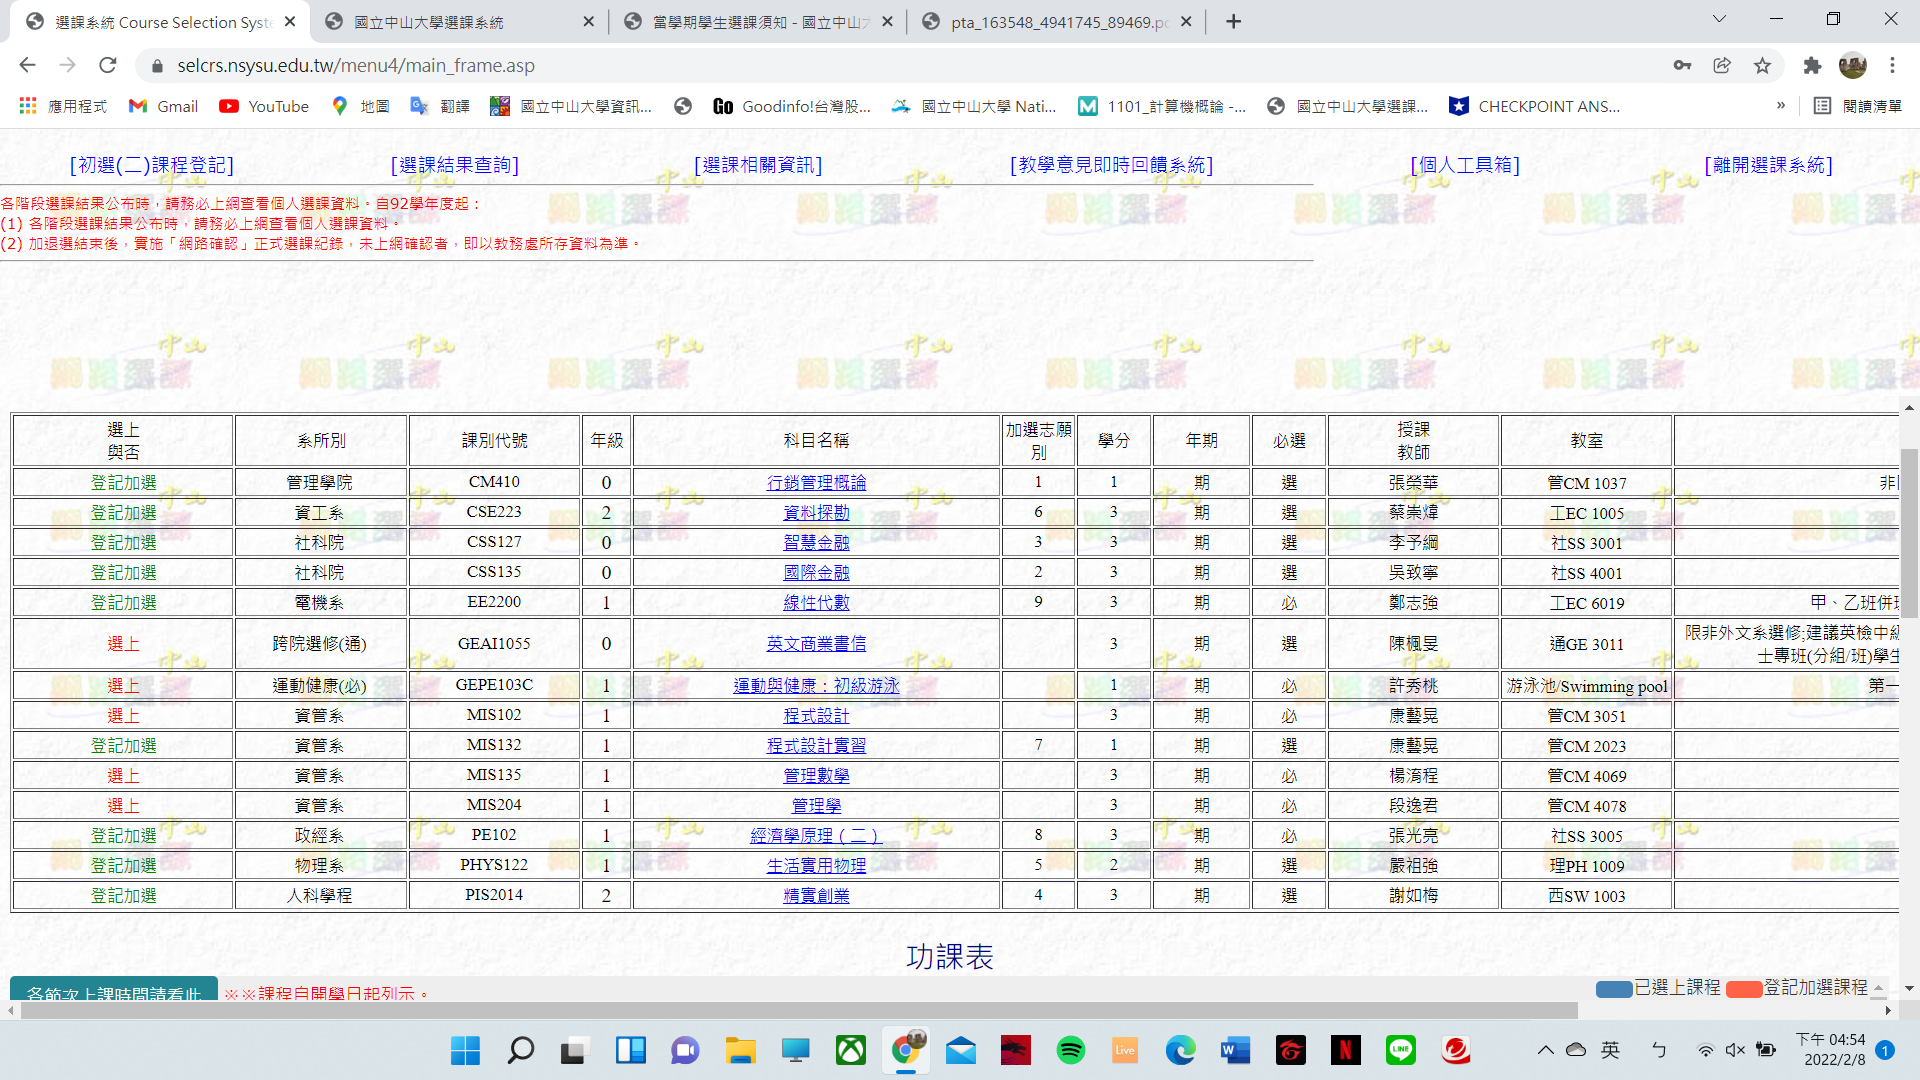 選課系統 Course Selection Syste
國立中山大學選課系統
當學期學生選課須知 - 國立中山大
pta_163548_4941745_89469.pd
selcrs.nsysu.edu.tw/menu4/main_frame.asp
應用程式 Gmail YouTube 地圖 翻譯 國立中山大學資訊... Goodinfo!台灣股... 國立中山大學 Nati... 1101_計算機概論 -... 國立中山大學選課... CHECKPOINT ANS... » 閱讀清單
[初選(二)課程登記] [選課結果查詢] [選課相關資訊] [教學意見即時回饋系統] [個人工具箱] [離開選課系統]
各階段選課結果公布時，請務必上網查看個人選課資料。自92學年度起：
(1) 各階段選課結果公布時，請務必上網查看個人選課資料。
(2) 加退選結束後，實施「網路確認」正式選課紀錄，未上網確認者，即以教務處所存資料為準。
選上與否 系所別 課別代號 年級 科目名稱 加選志願別 學分 年期 必選 授課教師 教室
登記加選 管理學院 CM410 0 行銷管理概論 1 1 期 選 張榮華 管CM 1037
登記加選 資工系 CSE223 2 資料探勘 6 3 期 選 蔡崇煒 工EC 1005
登記加選 社科院 CSS127 0 智慧金融 3 3 期 選 李予綱 社SS 3001
登記加選 社科院 CSS135 0 國際金融 2 3 期 選 吳致寧 社SS 4001
登記加選 電機系 EE2200 1 線性代數 9 3 期 必 鄭志強 工EC 6019 甲、乙班併班
選上 跨院選修(通) GEAI1055 0 英文商業書信 3 期 選 陳楓旻 通GE 3011 限非外文系選修;建議英檢中級
士專班(分組/班)學生
選上 運動健康(必) GEPE103C 1 運動與健康：初級游泳 1 期 必 許秀桃 游泳池/Swimming pool 第一
選上 資管系 MIS102 1 程式設計 3 期 必 康藝晃 管CM 3051
登記加選 資管系 MIS132 1 程式設計實習 7 1 期 選 康藝晃 管CM 2023
選上 資管系 MIS135 1 管理數學 3 期 必 楊淯程 管CM 4069
選上 資管系 MIS204 1 管理學 3 期 必 段逸君 管CM 4078
登記加選 政經系 PE102 1 經濟學原理（二） 8 3 期 必 張光亮 社SS 3005
登記加選 物理系 PHYS122 1 生活實用物理 5 2 期 選 嚴祖強 理PH 1009
登記加選 人科學程 PIS2014 2 精實創業 4 3 期 選 謝如梅 西SW 1003
功課表
各節次上課時間請看此 ※※課程自開學日起列示。 已選上課程 登記加選課程
Live LINE 英 ㄅ
下午 04:54
2022/2/8 1